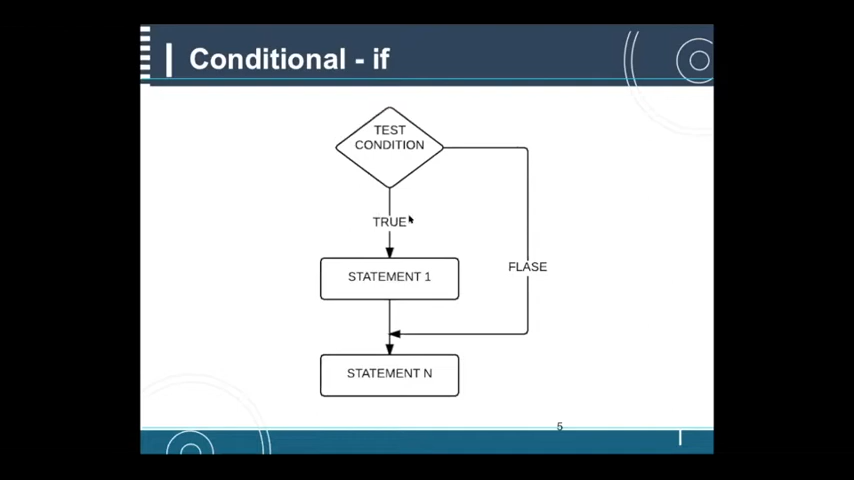 Conditional - if
TEST
CONDITION
TRUE
FLASE
STATEMENT 1
STATEMENT N
5